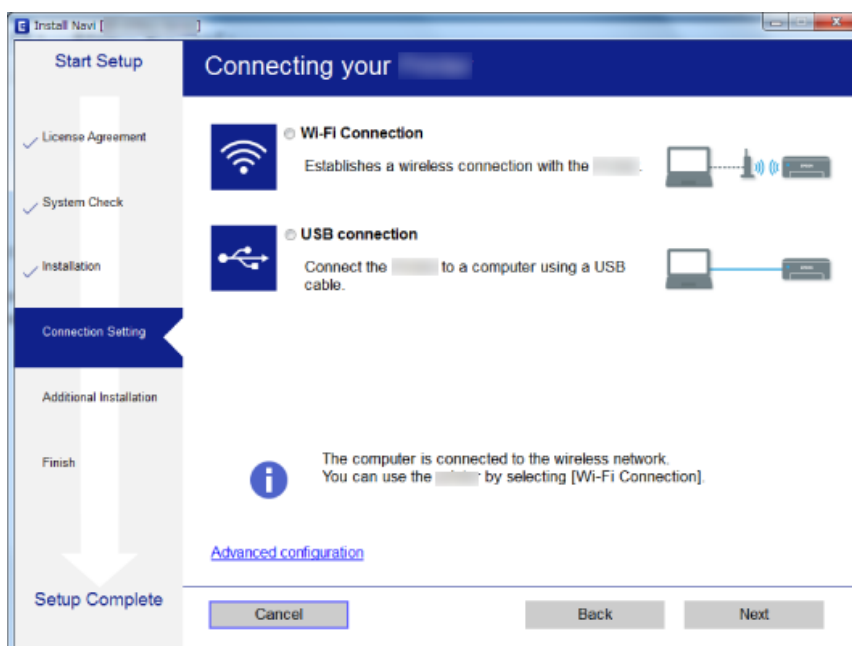 Install Navi [ ]
Start Setup
License Agreement
System Check
Installation
Connection Setting
Additional Installation
Finish
Setup Complete
Connecting your
Wi-Fi Connection
Establishes a wireless connection with the .
USB connection
Connect the to a computer using a USB
cable.
The computer is connected to the wireless network.
You can use the by selecting [Wi-Fi Connection].
Advanced configuration
Cancel
Back
Next